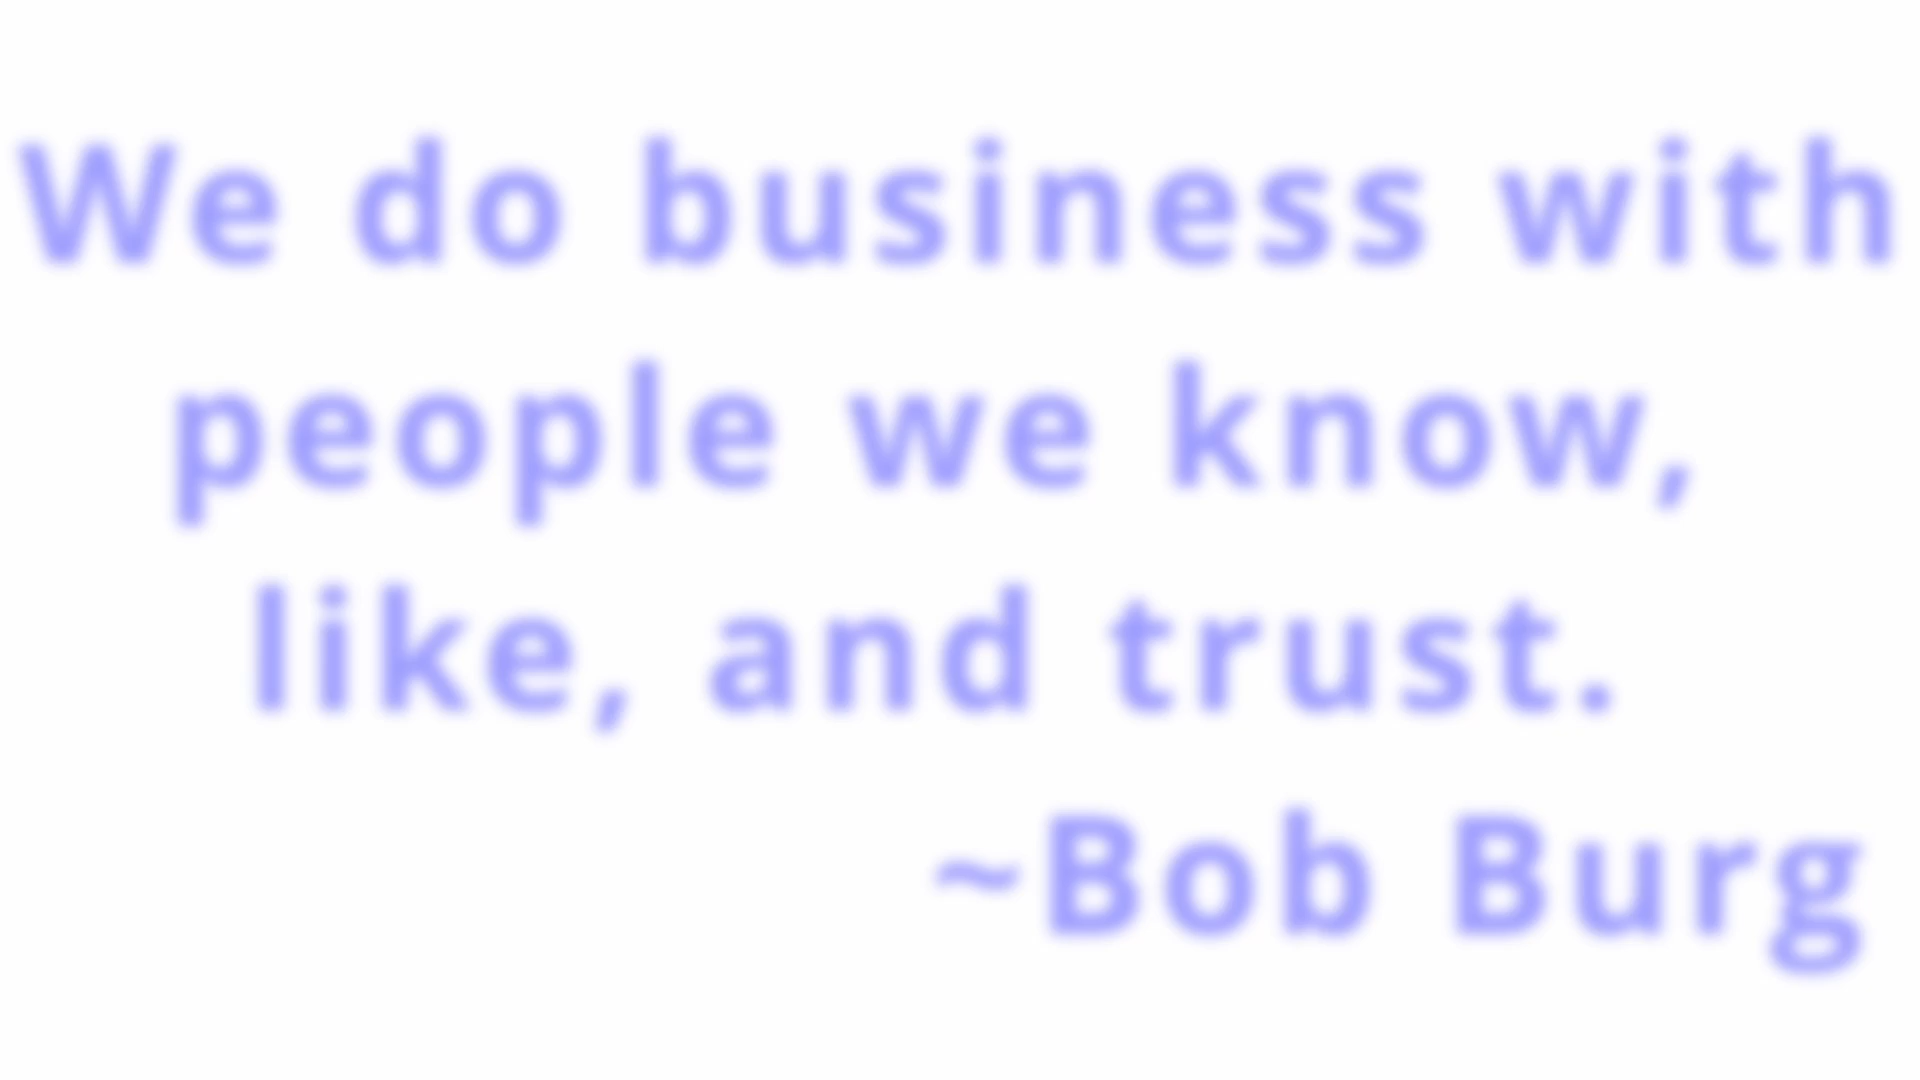 We do business with
people we know,
like, and trust.
~Bob Burg